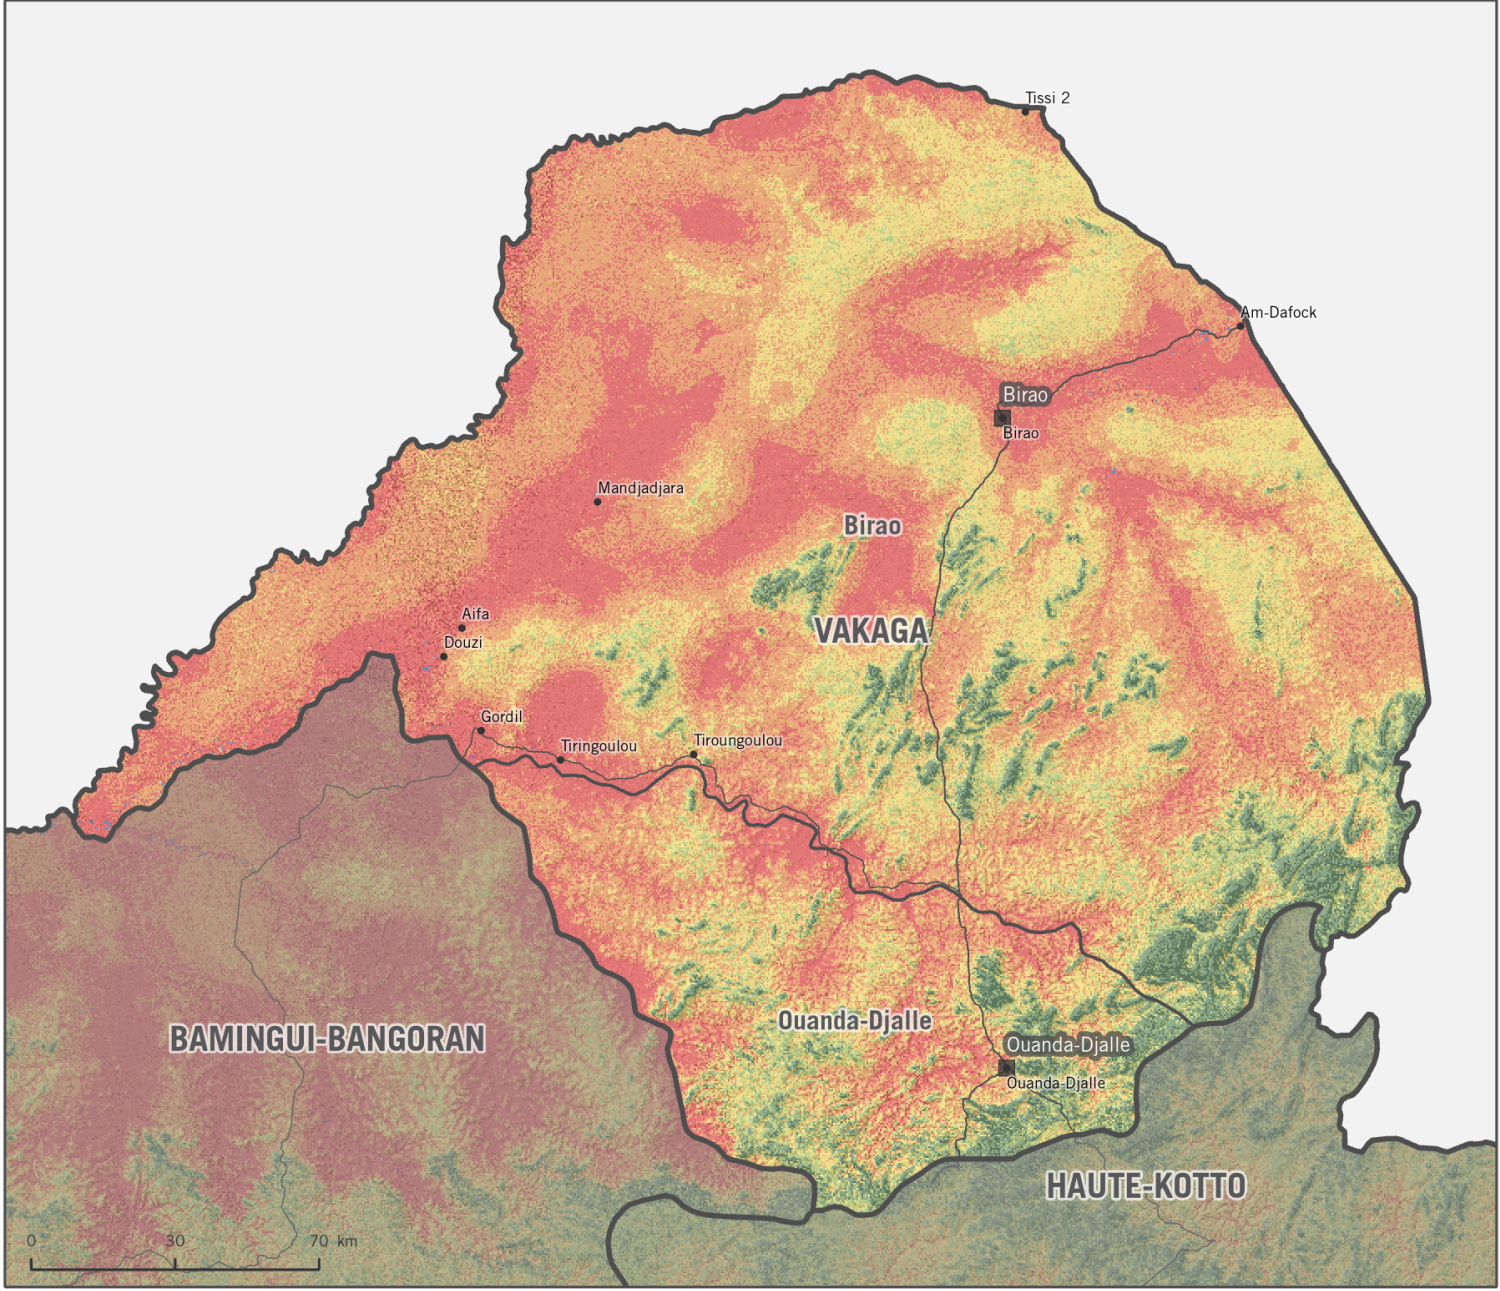 Tissi 2
Am-Dafock
Birao
Birao
Mandjadjara
Birao
Aifa
VAKAGA
Douzi
Gordil
Tiroungoulou
Tiringoulou
Ouanda-Djalle
BAMINGUI-BANGORAN
Ouanda-Djalle
Ouanda-Djalle
HAUTE-KOTTO
0 30 70 km